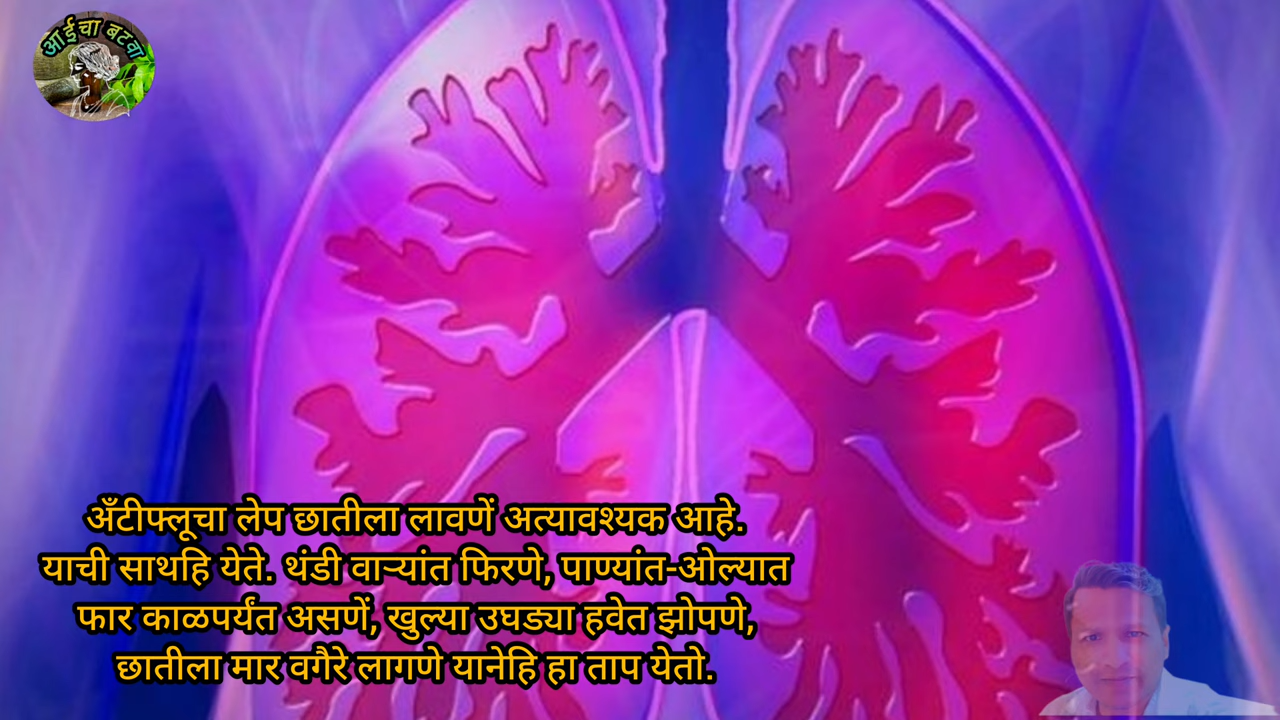 आईचा बटवा
अँटीफ्लूचा लेप छातीला लावणें अत्यावश्यक आहे.
याची साथहि येते. थंडी वाऱ्यांत फिरणे, पाण्यांत-ओल्यात
फार काळपर्यंत असणें, खुल्या उघड्या हवेत झोपणे,
छातीला मार वगैरे लागणे यानेहि हा ताप येतो.